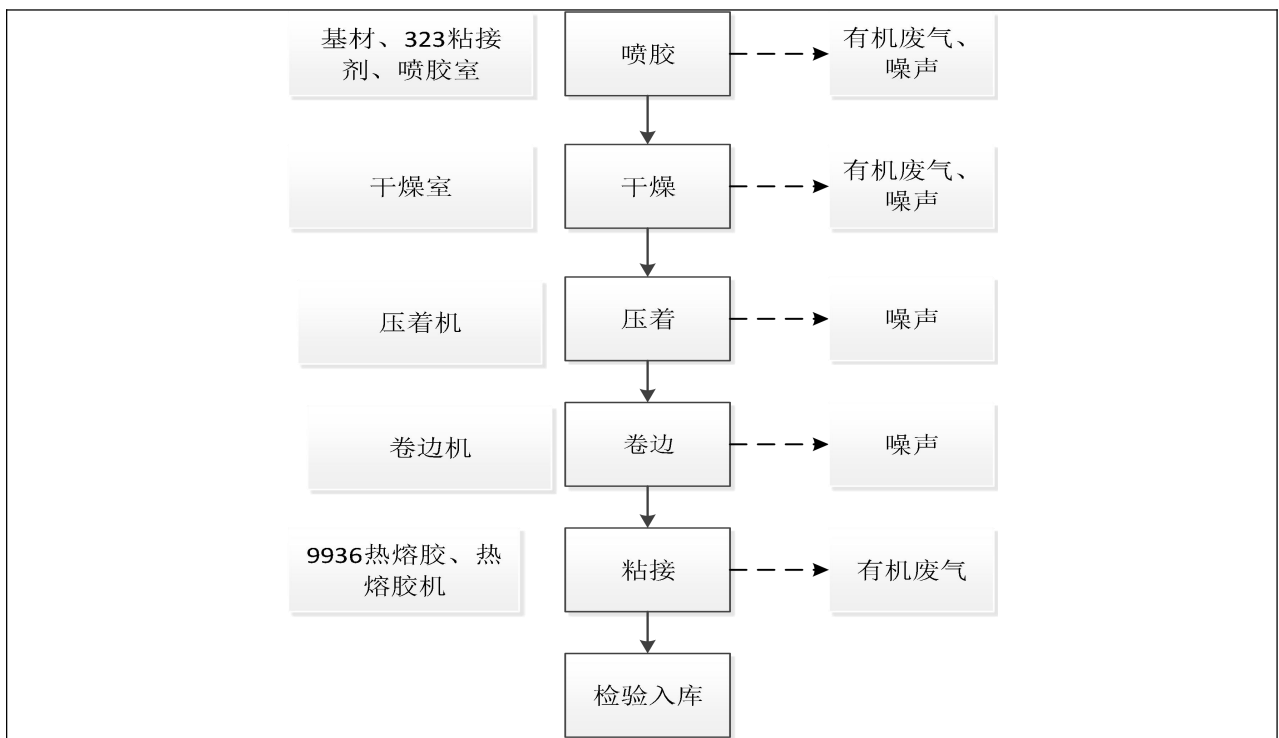 基材、323粘接
剂、喷胶室
喷胶
有机废气、
噪声
干燥室
干燥
有机废气、
噪声
压着机
压着
噪声
卷边机
卷边
噪声
9936热熔胶、热
熔胶机
粘接
有机废气
检验入库